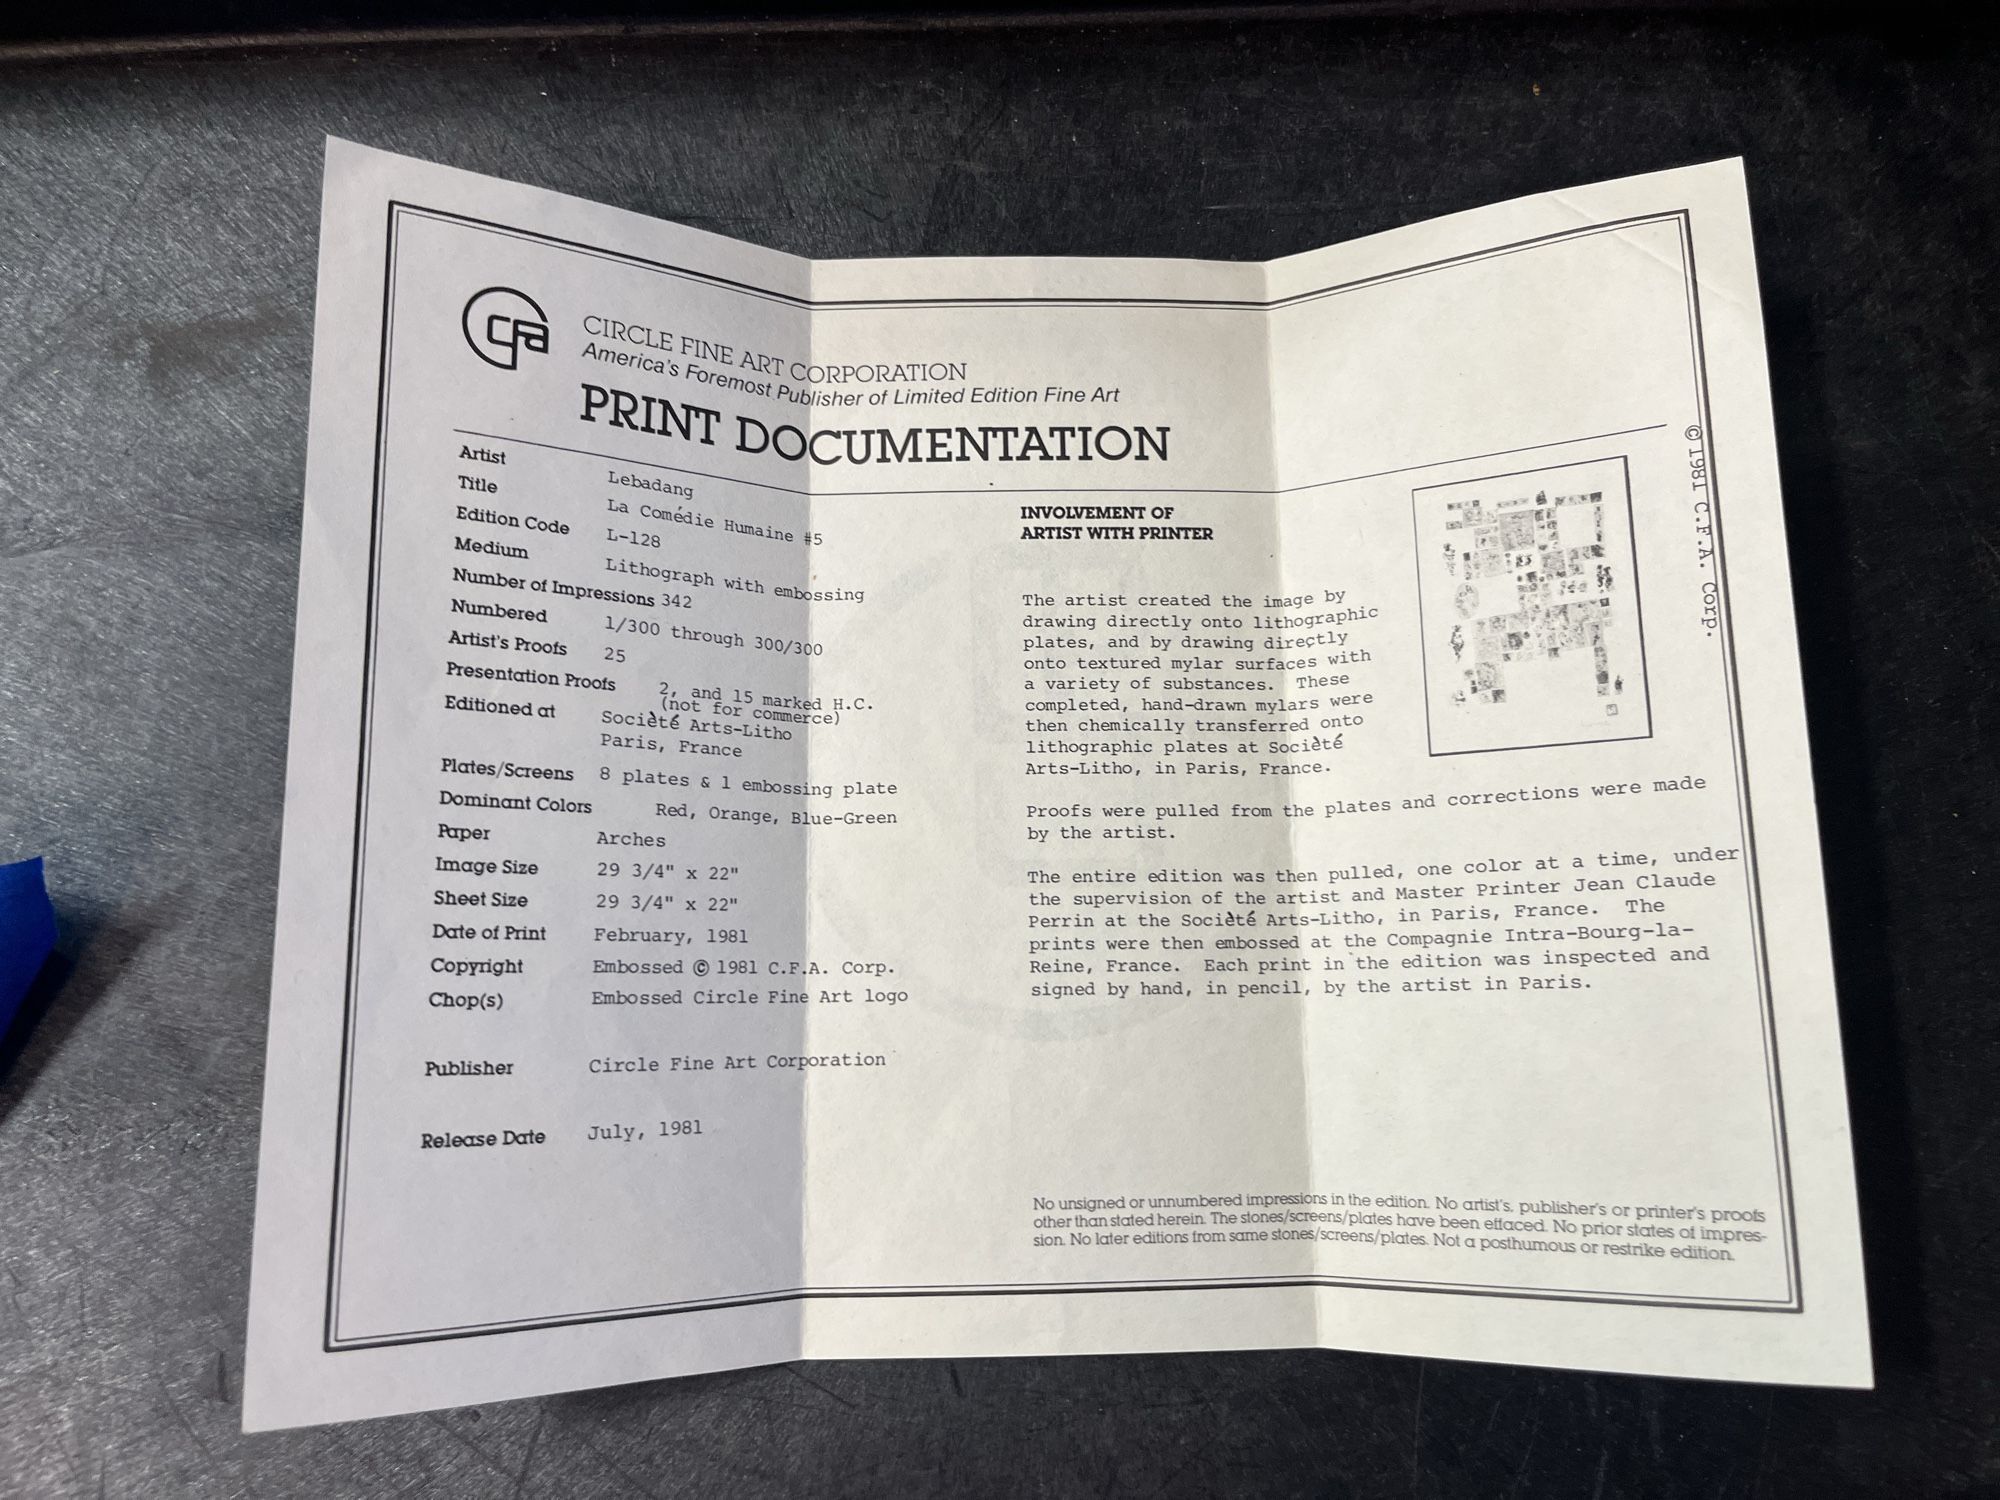 cfa
CIRCLE FINE ART CORPORATION
America's Foremost Publisher of Limited Edition Fine Art
PRINT DOCUMENTATION
Artist Lebadang
Title La Comédie Humaine #5
Edition Code L-128
Medium Lithograph with embossing
Number of Impressions 342
Numbered 1/300 through 300/300
Artist's Proofs 25
Presentation Proofs 2, and 15 marked H.C.
(not for commerce)
Editioned at Socièté Arts-Litho
Paris, France
Plates/Screens 8 plates & 1 embossing plate
Dominant Colors Red, Orange, Blue-Green
Paper Arches
Image Size 29 3/4" x 22"
Sheet Size 29 3/4" x 22"
Date of Print February, 1981
Copyright Embossed © 1981 C.F.A. Corp.
Chop(s) Embossed Circle Fine Art logo
Publisher Circle Fine Art Corporation
Release Date July, 1981
INVOLVEMENT OF
ARTIST WITH PRINTER
The artist created the image by
drawing directly onto lithographic
plates, and by drawing directly
onto textured mylar surfaces with
a variety of substances. These
completed, hand-drawn mylars were
then chemically transferred onto
lithographic plates at Socièté
Arts-Litho, in Paris, France.
Proofs were pulled from the plates and corrections were made
by the artist.
The entire edition was then pulled, one color at a time, under
the supervision of the artist and Master Printer Jean Claude
Perrin at the Socièté Arts-Litho, in Paris, France. The
prints were then embossed at the Compagnie Intra-Bourg-la-
Reine, France. Each print in the edition was inspected and
signed by hand, in pencil, by the artist in Paris.
© 1981 C.F.A. Corp.
No unsigned or unnumbered impressions in the edition. No artist's, publisher's or printer's proofs
other than stated herein. The stones/screens/plates have been effaced. No prior states of impres-
sion. No later editions from same stones/screens/plates. Not a posthumous or restrike edition.